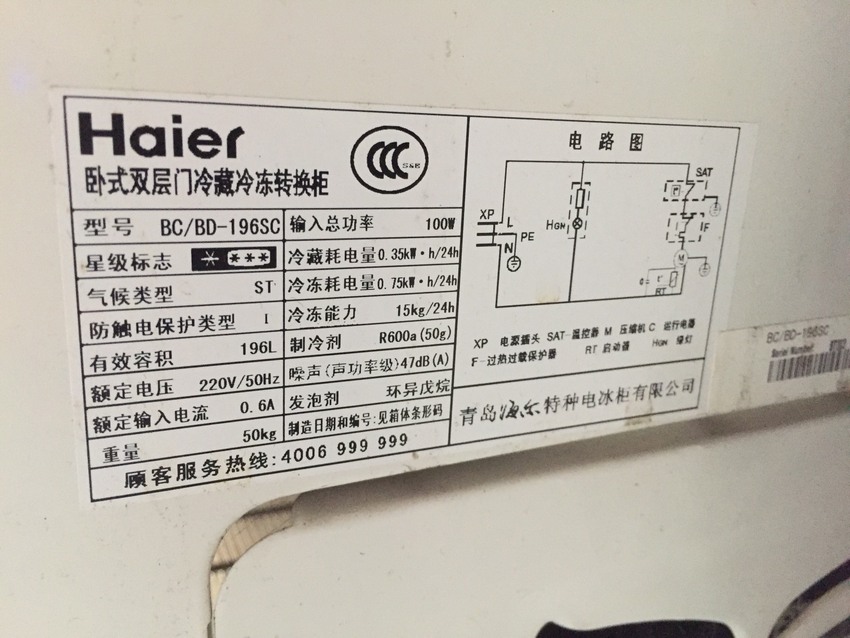 Haier
卧式双层门冷藏冷冻转换柜
CCC S&E
型号 BC/BD-196SC
星级标志 * ***
气候类型 ST
防触电保护类型 I
有效容积 196L
额定电压 220V/50Hz
额定输入电流 0.6A
重量 50kg
输入总功率 100W
冷藏耗电量 0.35kW·h/24h
冷冻耗电量 0.75kW·h/24h
冷冻能力 15kg/24h
制冷剂 R600a(50g)
噪声(声功率级) 47dB(A)
发泡剂 环异戊烷
制造日期和编号:见箱体条形码
顾客服务热线:4006 999 999
电路图
SAT
XP L
PE
N
HGN
F
M
C
RT
XP 电源插头 SAT-温控器 M 压缩机 C 运行电器
F-过热过载保护器 RT 启动器 HGN 绿灯
青岛海尔特种电冰柜有限公司
BC/BD-196SC
Serial Number: